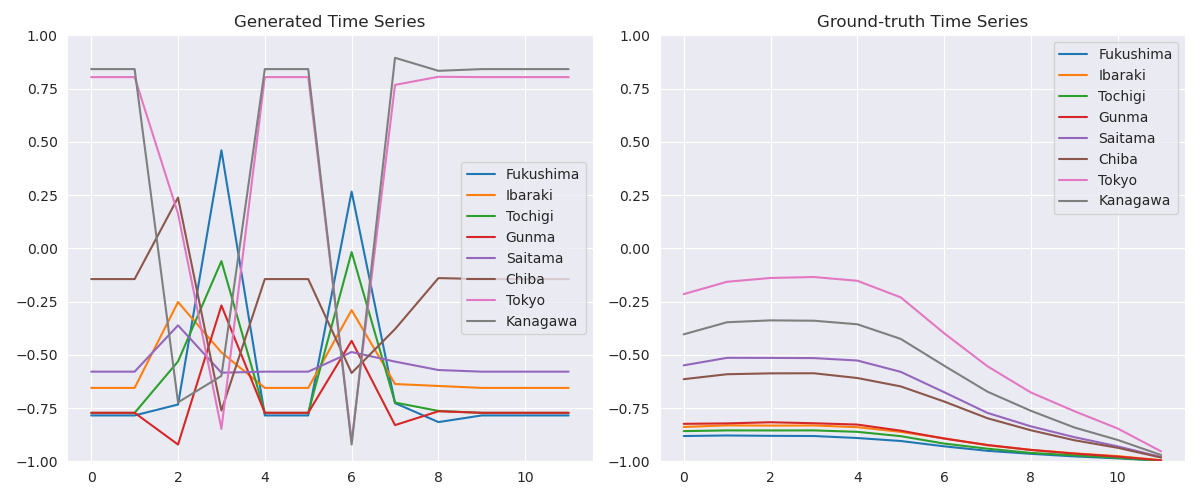 Generated Time Series
1.00
0.75
0.50
0.25
0.00
−0.25
−0.50
−0.75
−1.00
0 2 4 6 8 10
Fukushima
Ibaraki
Tochigi
Gunma
Saitama
Chiba
Tokyo
Kanagawa
Ground-truth Time Series
1.00
0.75
0.50
0.25
0.00
−0.25
−0.50
−0.75
−1.00
0 2 4 6 8 10
Fukushima
Ibaraki
Tochigi
Gunma
Saitama
Chiba
Tokyo
Kanagawa